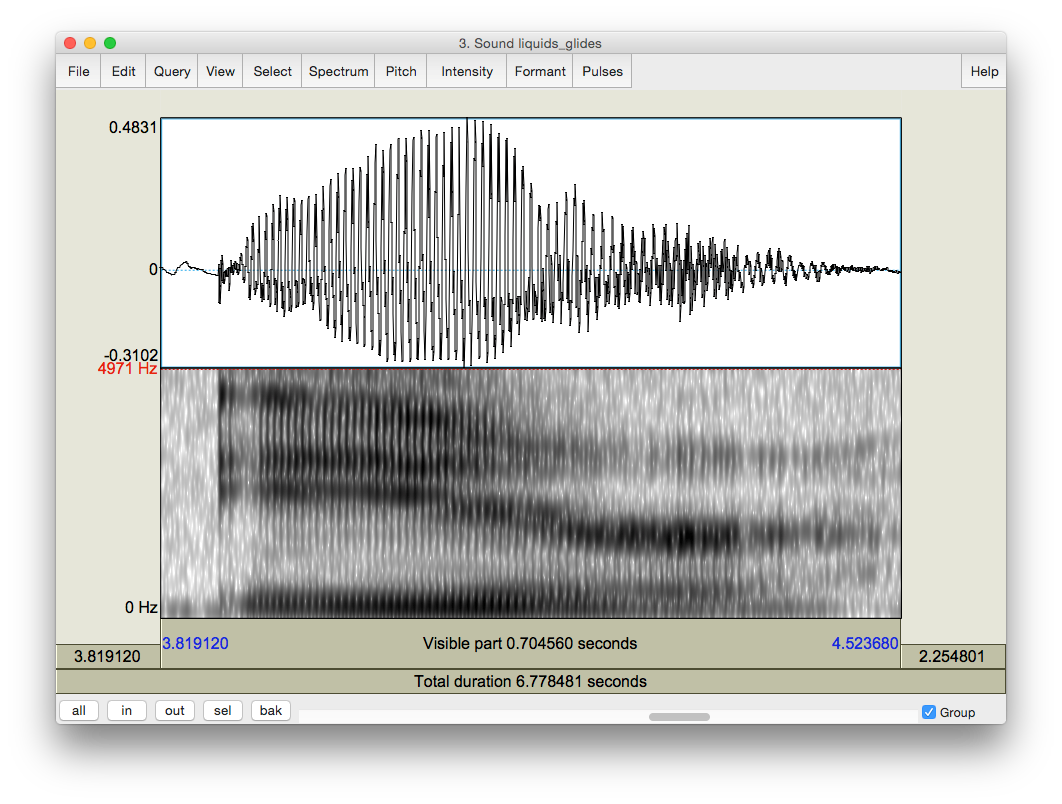 3. Sound liquids_glides
File Edit Query View Select Spectrum Pitch Intensity Formant Pulses Help
0.4831
0
-0.3102
4971 Hz
0 Hz
3.819120 Visible part 0.704560 seconds 4.523680
3.819120 2.254801
Total duration 6.778481 seconds
all in out sel bak Group